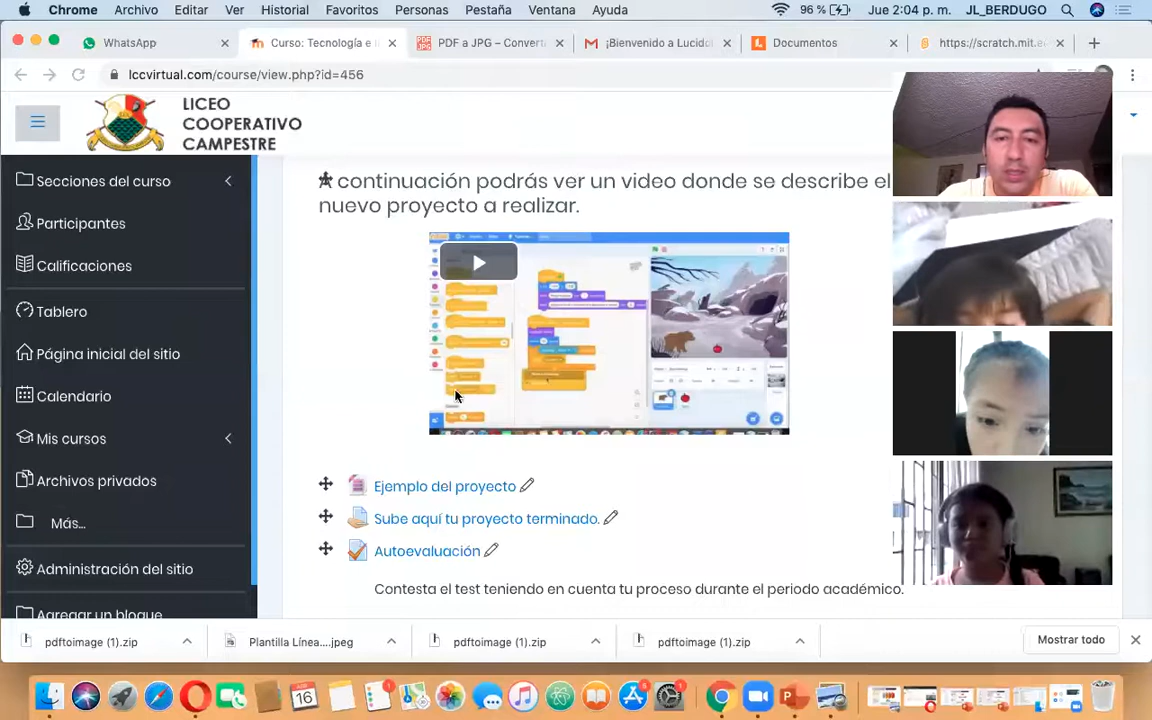 Chrome Archivo Editar Ver Historial Favoritos Personas Pestaña Ventana Ayuda 96 % Jue 2:04 p. m. JL_BERDUGO
WhatsApp Curso: Tecnología e i PDF a JPG – Convert ¡Bienvenido a Lucid Documentos https://scratch.mit.e
lccvirtual.com/course/view.php?id=456
LICEO
COOPERATIVO
CAMPESTRE
Secciones del curso
Participantes
Calificaciones
Tablero
Página inicial del sitio
Calendario
Mis cursos
Archivos privados
Más...
Administración del sitio
Agregar un bloque
A continuación podrás ver un video donde se describe el
nuevo proyecto a realizar.
Ejemplo del proyecto
Sube aquí tu proyecto terminado.
Autoevaluación
Contesta el test teniendo en cuenta tu proceso durante el periodo académico.
pdftoimage (1).zip Plantilla Línea....jpeg pdftoimage (1).zip pdftoimage (1).zip Mostrar todo
16